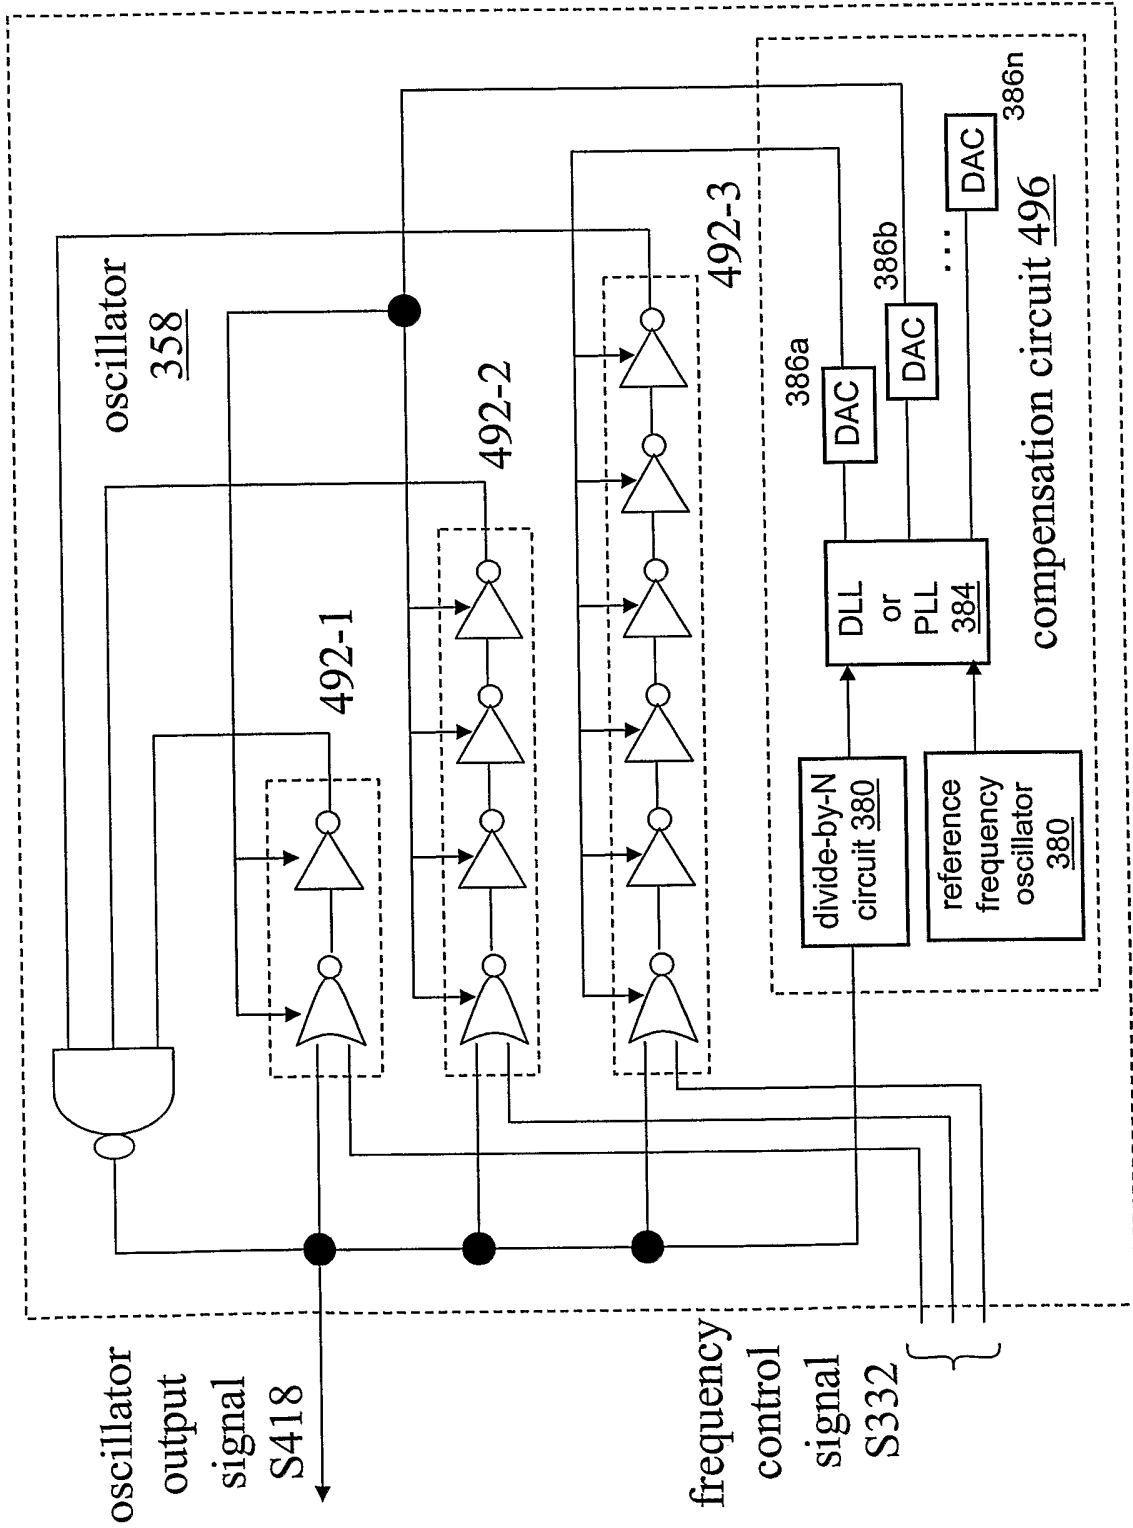 oscillator
358
492-1
492-2
492-3
386a
386b
386n
DAC
DAC
...
DAC
DLL
or
PLL
384
divide-by-N
circuit 380
reference
frequency
oscillator
380
compensation circuit 496
oscillator
output
signal
S418
frequency
control
signal
S332